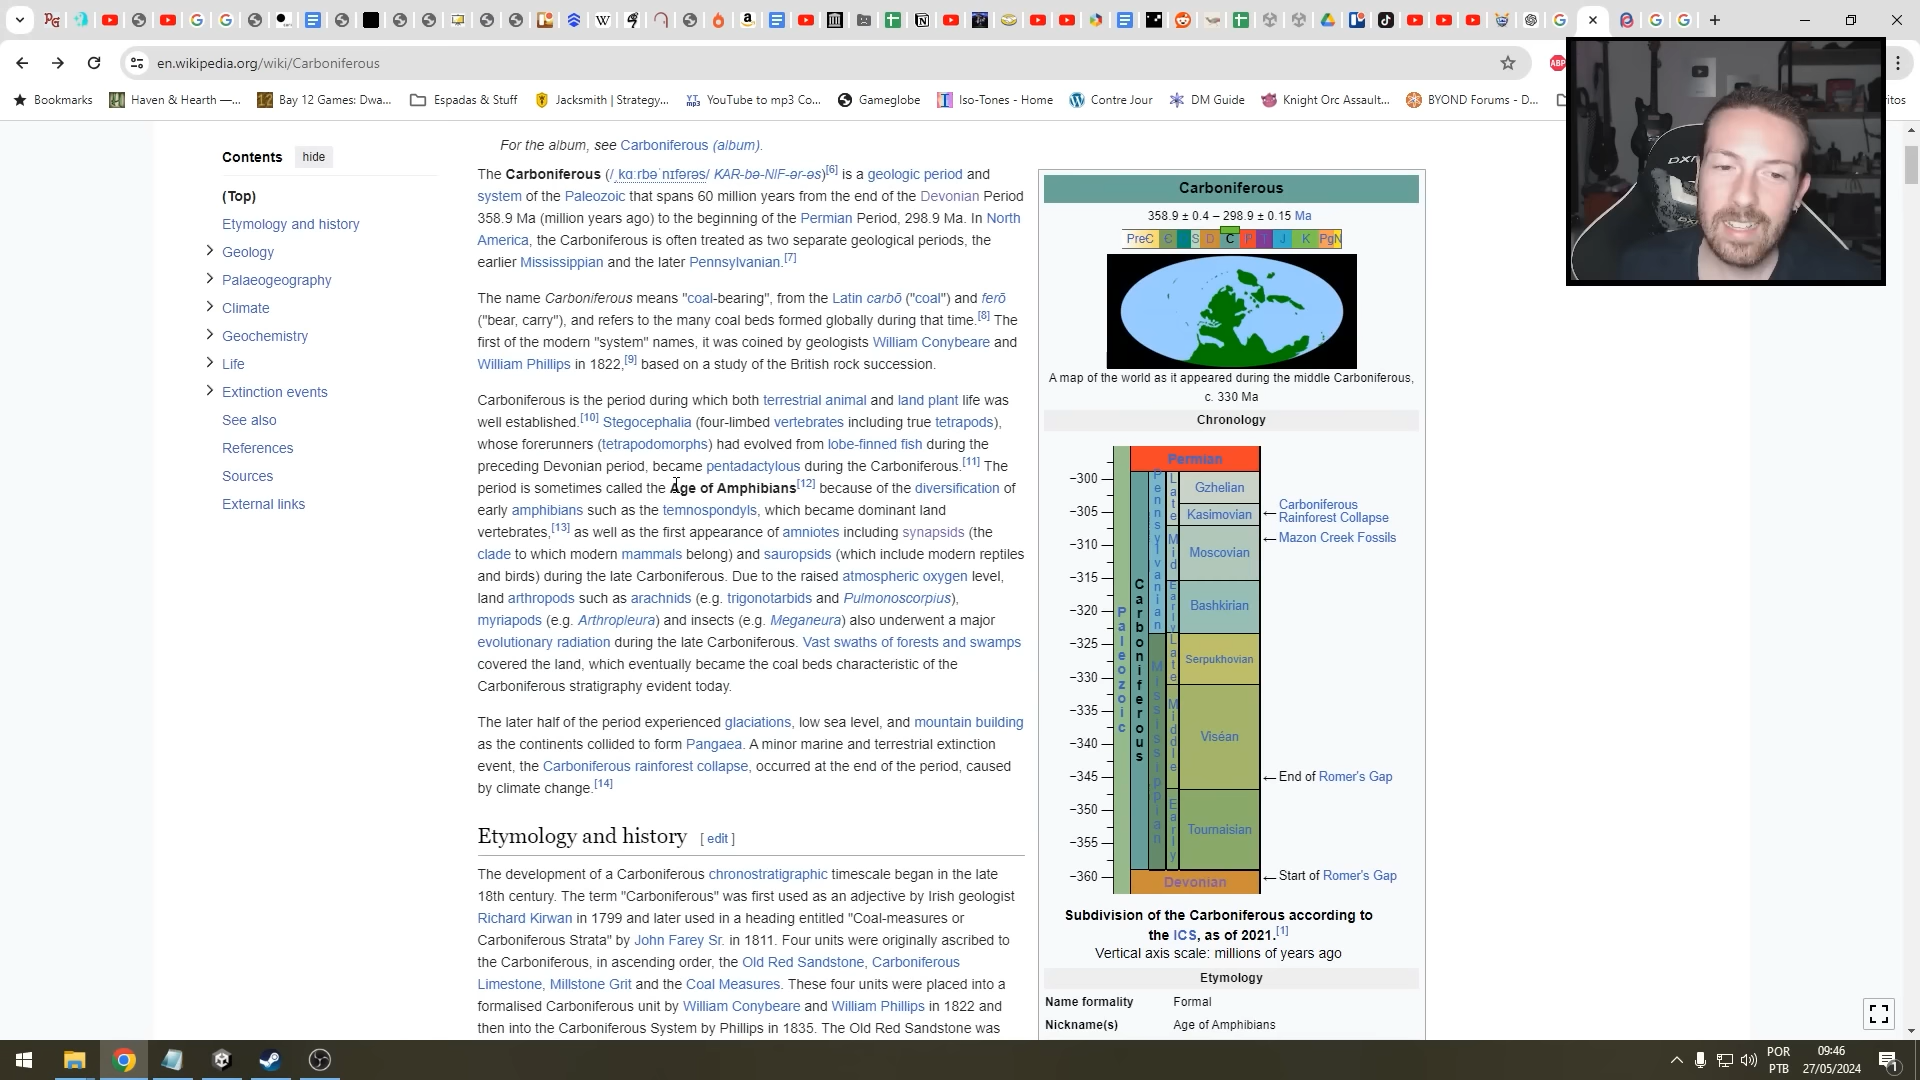 en.wikipedia.org/wiki/Carboniferous
Bookmarks
Haven & Hearth —...
Bay 12 Games: Dwa...
Espadas & Stuff
Jacksmith | Strategy...
YouTube to mp3 Co...
Gameglobe
Iso-Tones - Home
Contre Jour
DM Guide
Knight Orc Assault...
BYOND Forums - D...
For the album, see Carboniferous (album).
Contents hide
(Top)
Etymology and history
Geology
Palaeogeography
Climate
Geochemistry
Life
Extinction events
See also
References
Sources
External links
The Carboniferous (/ˌkɑːrbəˈnɪfərəs/ KAR-bə-NIF-ər-əs)[6] is a geologic period and
system of the Paleozoic that spans 60 million years from the end of the Devonian Period
358.9 Ma (million years ago) to the beginning of the Permian Period, 298.9 Ma. In North
America, the Carboniferous is often treated as two separate geological periods, the
earlier Mississippian and the later Pennsylvanian.[7]
The name Carboniferous means "coal-bearing", from the Latin carbō ("coal") and ferō
("bear, carry"), and refers to the many coal beds formed globally during that time.[8] The
first of the modern "system" names, it was coined by geologists William Conybeare and
William Phillips in 1822,[9] based on a study of the British rock succession.
Carboniferous is the period during which both terrestrial animal and land plant life was
well established.[10] Stegocephalia (four-limbed vertebrates including true tetrapods),
whose forerunners (tetrapodomorphs) had evolved from lobe-finned fish during the
preceding Devonian period, became pentadactylous during the Carboniferous.[11] The
period is sometimes called the Age of Amphibians[12] because of the diversification of
early amphibians such as the temnospondyls, which became dominant land
vertebrates,[13] as well as the first appearance of amniotes including synapsids (the
clade to which modern mammals belong) and sauropsids (which include modern reptiles
and birds) during the late Carboniferous. Due to the raised atmospheric oxygen level,
land arthropods such as arachnids (e.g. trigonotarbids and Pulmonoscorpius),
myriapods (e.g. Arthropleura) and insects (e.g. Meganeura) also underwent a major
evolutionary radiation during the late Carboniferous. Vast swaths of forests and swamps
covered the land, which eventually became the coal beds characteristic of the
Carboniferous stratigraphy evident today.
The later half of the period experienced glaciations, low sea level, and mountain building
as the continents collided to form Pangaea. A minor marine and terrestrial extinction
event, the Carboniferous rainforest collapse, occurred at the end of the period, caused
by climate change.[14]
Etymology and history [ edit ]
The development of a Carboniferous chronostratigraphic timescale began in the late
18th century. The term "Carboniferous" was first used as an adjective by Irish geologist
Richard Kirwan in 1799 and later used in a heading entitled "Coal-measures or
Carboniferous Strata" by John Farey Sr. in 1811. Four units were originally ascribed to
the Carboniferous, in ascending order, the Old Red Sandstone, Carboniferous
Limestone, Millstone Grit and the Coal Measures. These four units were placed into a
formalised Carboniferous unit by William Conybeare and William Phillips in 1822 and
then into the Carboniferous System by Phillips in 1835. The Old Red Sandstone was
Carboniferous
358.9 ± 0.4 – 298.9 ± 0.15 Ma
PreꞒ Ꞓ S D C P T J K PgN
A map of the world as it appeared during the middle Carboniferous,
c. 330 Ma
Chronology
−300
−305
−310
−315
−320
−325
−330
−335
−340
−345
−350
−355
−360
Paleozoic
Carboniferous
Pennsylvanian
Mississippian
Late
Mid
Early
Late
Middle
Early
Permian
Gzhelian
Kasimovian
Moscovian
Bashkirian
Serpukhovian
Viséan
Tournaisian
Devonian
←Carboniferous
Rainforest Collapse
←Mazon Creek Fossils
←End of Romer's Gap
←Start of Romer's Gap
Subdivision of the Carboniferous according to
the ICS, as of 2021.[1]
Vertical axis scale: millions of years ago
Etymology
Name formality Formal
Nickname(s) Age of Amphibians
POR
PTB
09:46
27/05/2024